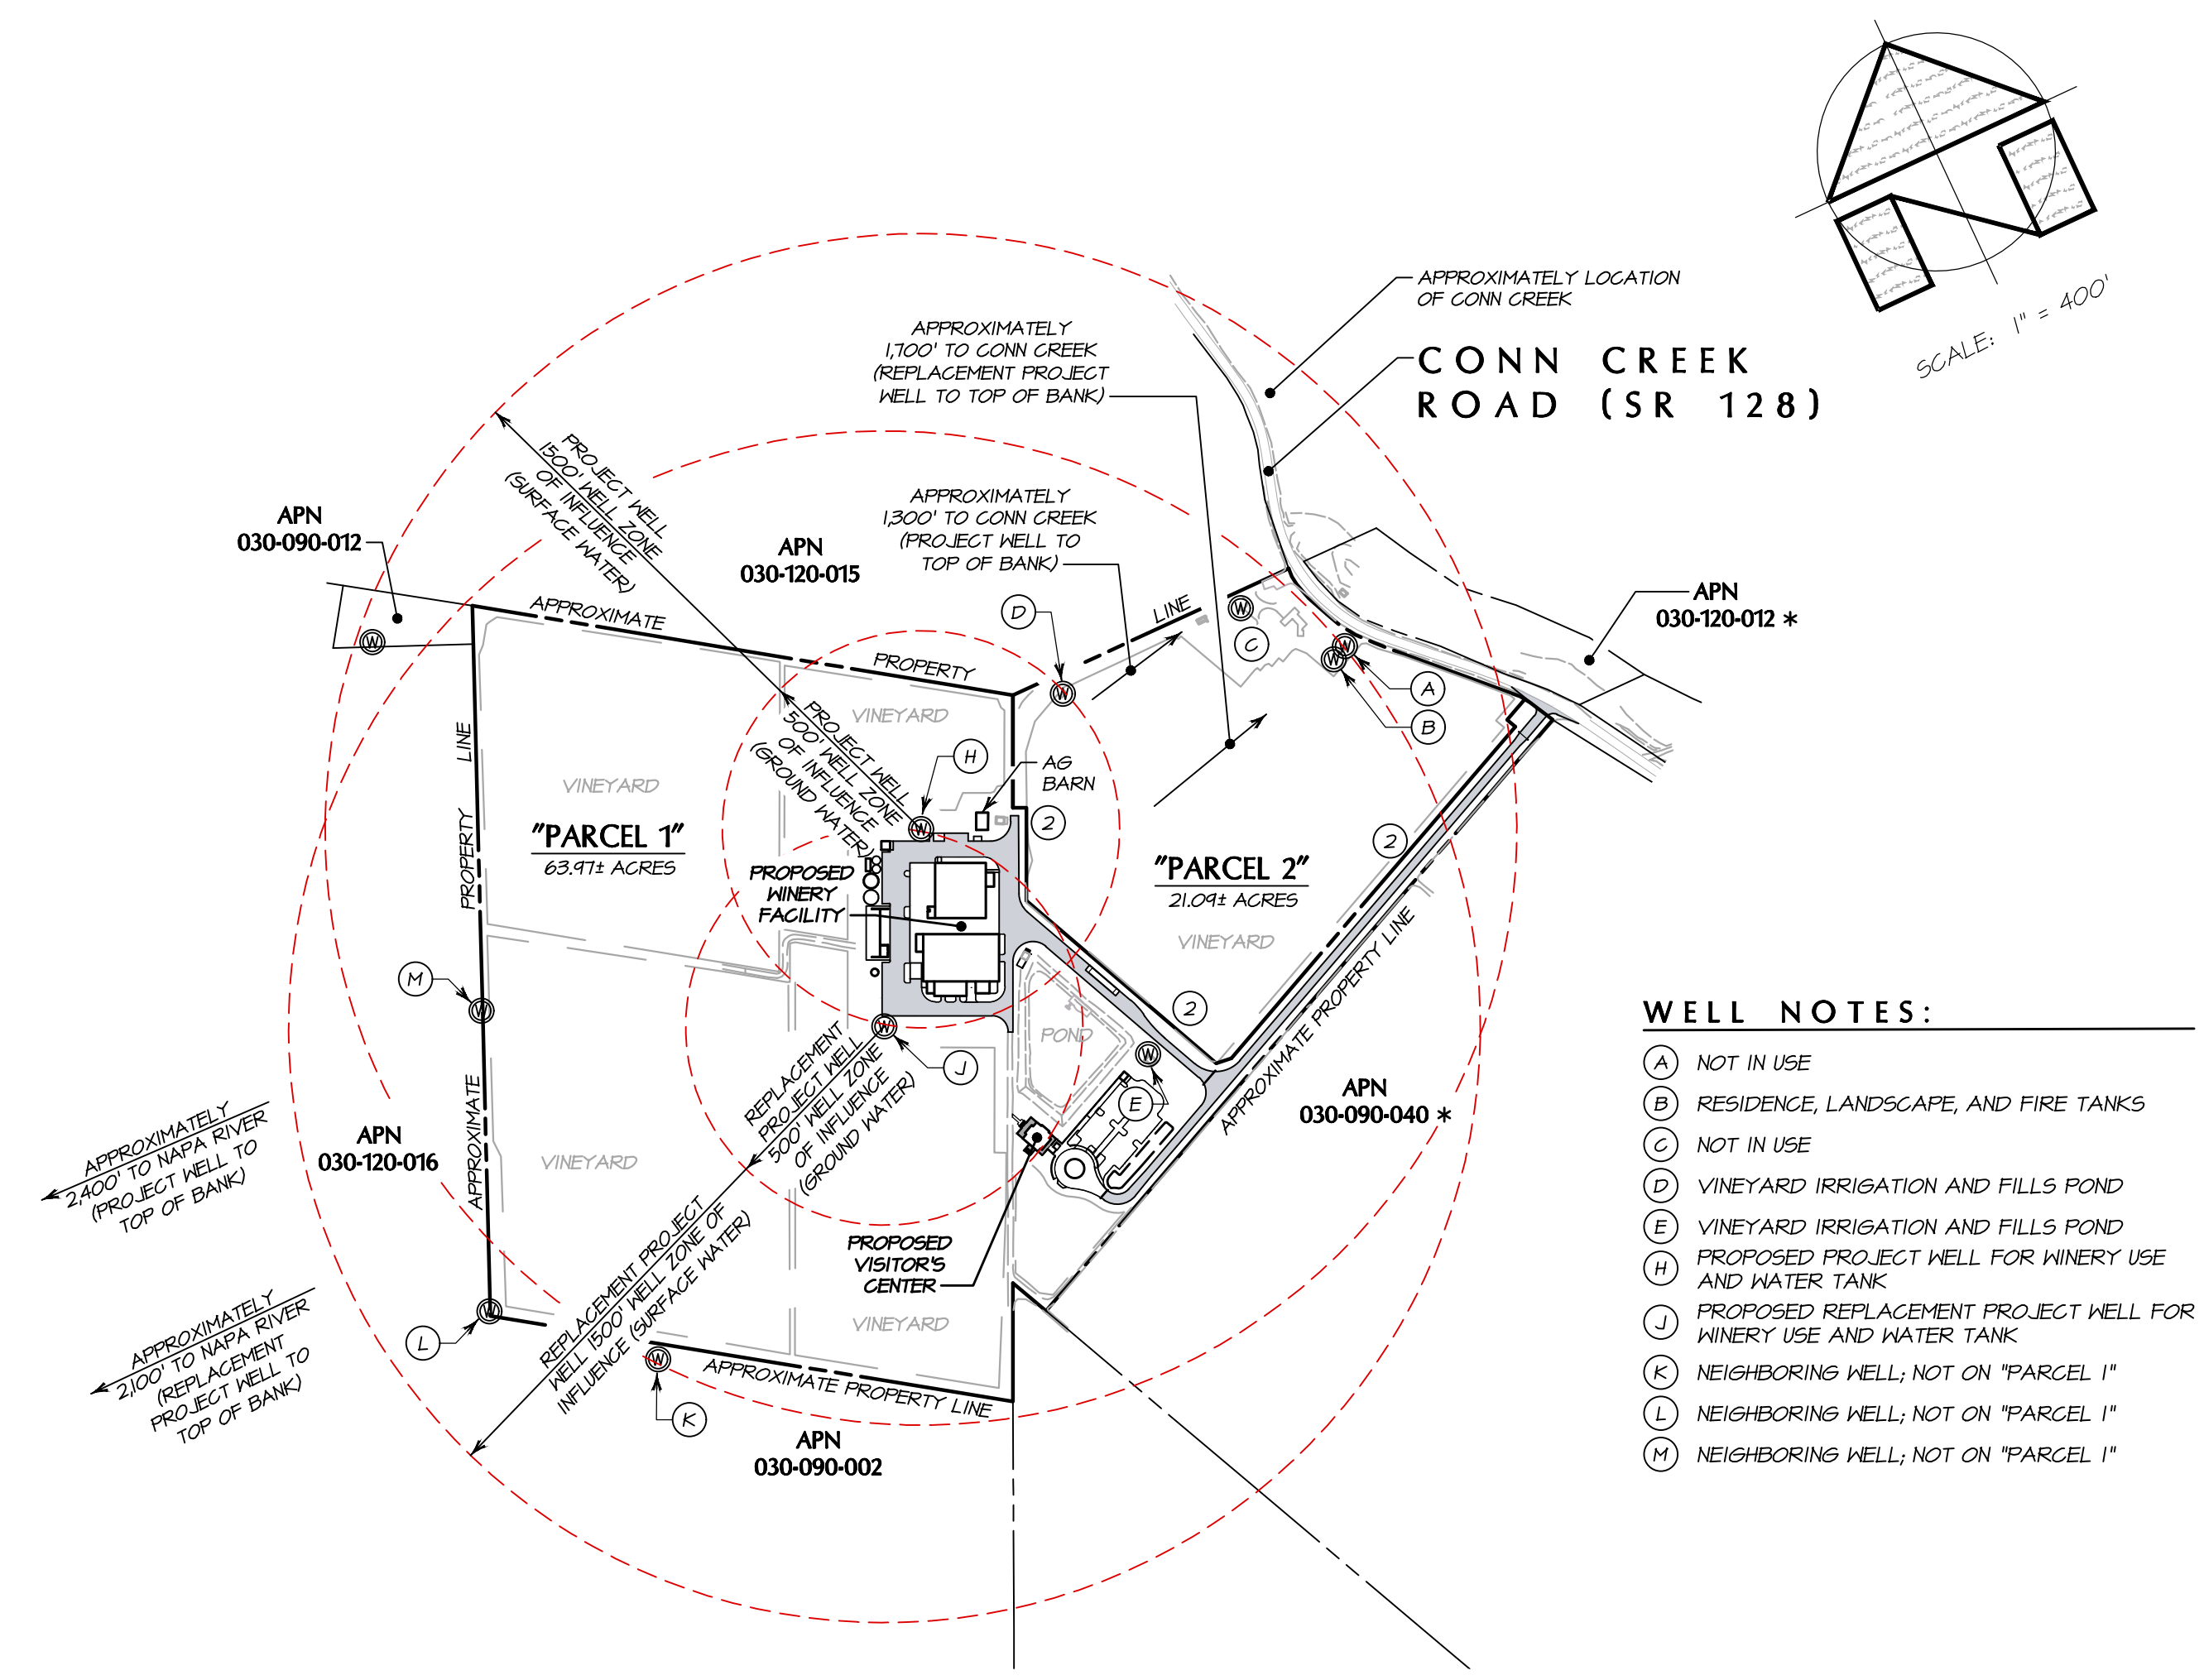 SCALE: 1" = 400'
APPROXIMATELY LOCATION
OF CONN CREEK
CONN CREEK
ROAD (SR 128)
APPROXIMATELY
1,700' TO CONN CREEK
(REPLACEMENT PROJECT
WELL TO TOP OF BANK)
PROJECT WELL
1500' WELL ZONE
OF INFLUENCE
(SURFACE WATER)
APPROXIMATELY
1,300' TO CONN CREEK
(PROJECT WELL TO
TOP OF BANK)
APN
030-090-012
APN
030-120-015
APN
030-120-012 *
APPROXIMATE
PROPERTY
LINE
W
D
W
W
C
W
W
A
B
W
VINEYARD
PROJECT WELL
500' WELL ZONE
OF INFLUENCE
(GROUND WATER)
H
W
AG
BARN
2
2
LINE
PROPERTY
APPROXIMATE
VINEYARD
"PARCEL 1"
63.97± ACRES
PROPOSED
WINERY
FACILITY
"PARCEL 2"
21.09± ACRES
VINEYARD
APPROXIMATE PROPERTY LINE
M
W
2
POND
W
E
W
J
REPLACEMENT
PROJECT WELL
500' WELL ZONE
OF INFLUENCE
(GROUND WATER)
APN
030-090-040 *
APN
030-120-016
VINEYARD
APPROXIMATELY
2,400' TO NAPA RIVER
(PROJECT WELL TO
TOP OF BANK)
REPLACEMENT PROJECT
WELL 1500' WELL ZONE OF
INFLUENCE (SURFACE WATER)
PROPOSED
VISITOR'S
CENTER
APPROXIMATELY
2,100' TO NAPA RIVER
(REPLACEMENT
PROJECT WELL TO
TOP OF BANK)
W
L
VINEYARD
W
K
APPROXIMATE PROPERTY LINE
APN
030-090-002
WELL NOTES:
A NOT IN USE
B RESIDENCE, LANDSCAPE, AND FIRE TANKS
C NOT IN USE
D VINEYARD IRRIGATION AND FILLS POND
E VINEYARD IRRIGATION AND FILLS POND
H PROPOSED PROJECT WELL FOR WINERY USE
AND WATER TANK
J PROPOSED REPLACEMENT PROJECT WELL FOR
WINERY USE AND WATER TANK
K NEIGHBORING WELL; NOT ON "PARCEL 1"
L NEIGHBORING WELL; NOT ON "PARCEL 1"
M NEIGHBORING WELL; NOT ON "PARCEL 1"